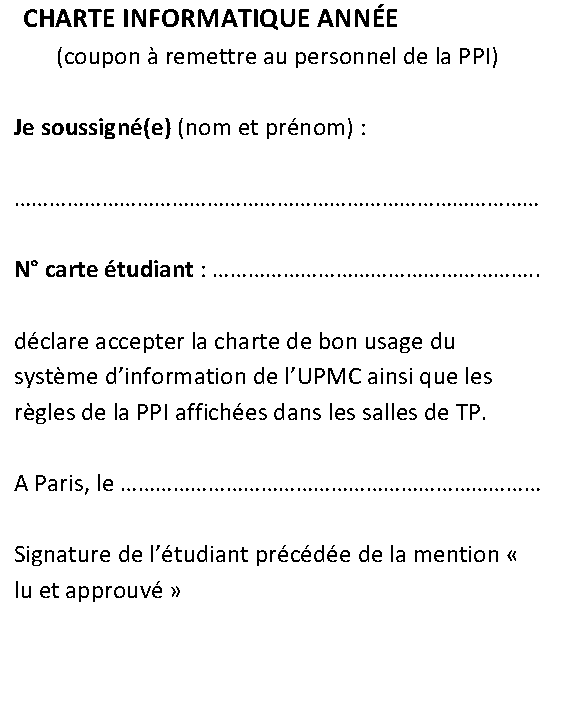 CHARTE INFORMATIQUE ANNÉE
(coupon à remettre au personnel de la PPI)
Je soussigné(e) (nom et prénom) :
………………………………………………………………………………
N° carte étudiant : ………………………………………………..
déclare accepter la charte de bon usage du
système d’information de l’UPMC ainsi que les
règles de la PPI affichées dans les salles de TP.
A Paris, le ………………………………………………………………
Signature de l’étudiant précédée de la mention «
lu et approuvé »